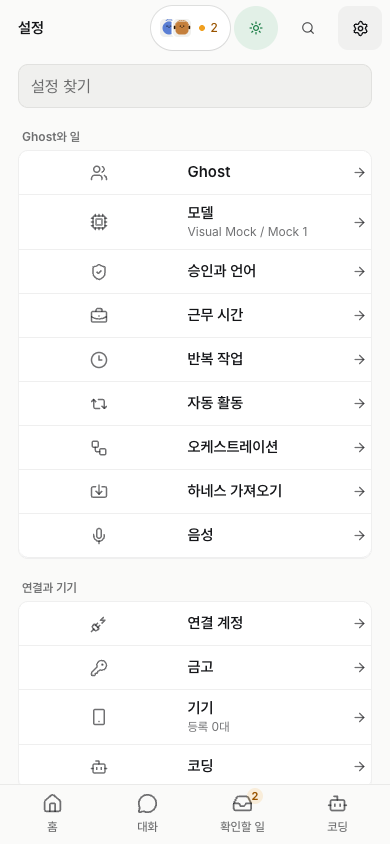 설정
2
설정 찾기
Ghost와 일
Ghost
모델
Visual Mock / Mock 1
승인과 언어
근무 시간
반복 작업
자동 활동
오케스트레이션
하네스 가져오기
음성
연결과 기기
연결 계정
금고
기기
등록 0대
코딩
2
홈
대화
확인할 일
코딩